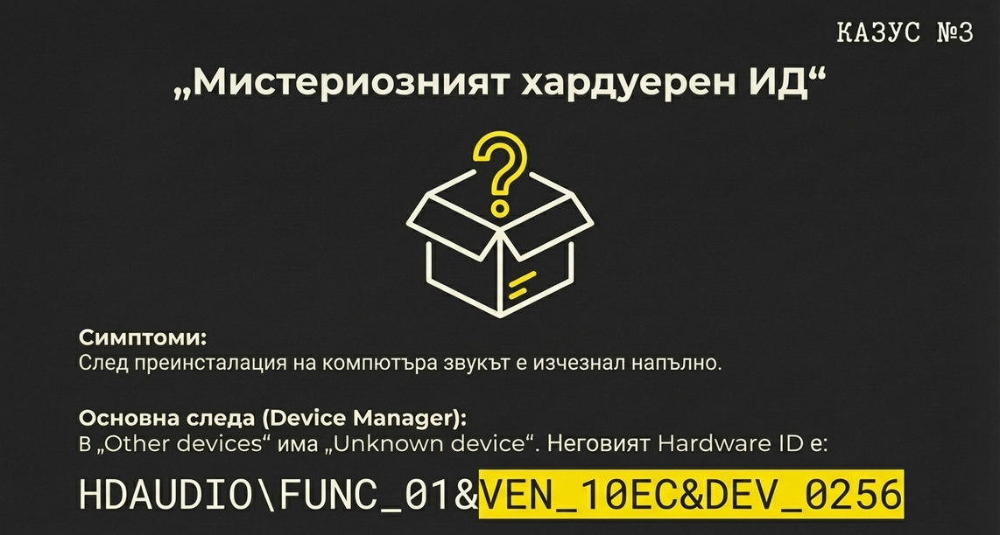 КАЗУС №3
„Мистериозният хардуерен ИД“
Симптоми:
След преинсталация на компютъра звукът е изчезнал напълно.
Основна следа (Device Manager):
В „Other devices“ има „Unknown device“. Неговият Hardware ID е:
HDAUDIO\FUNC_01&VEN_10EC&DEV_0256